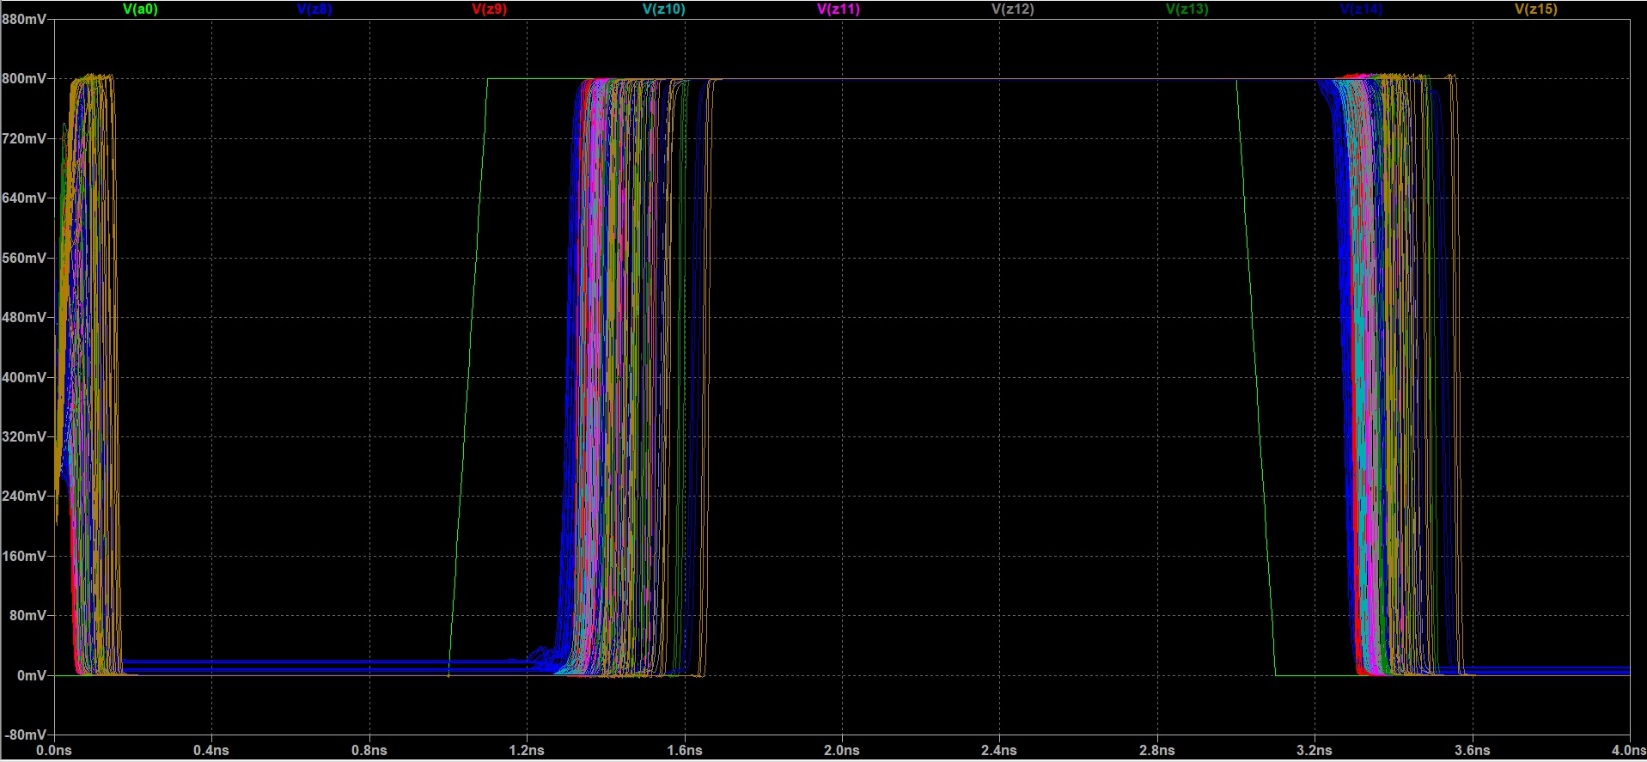 V(a0) V(z8) V(z9) V(z10) V(z11) V(z12) V(z13) V(z14) V(z15)
880mV
800mV
720mV
640mV
560mV
480mV
400mV
320mV
240mV
160mV
80mV
0mV
-80mV
0.0ns 0.4ns 0.8ns 1.2ns 1.6ns 2.0ns 2.4ns 2.8ns 3.2ns 3.6ns 4.0ns